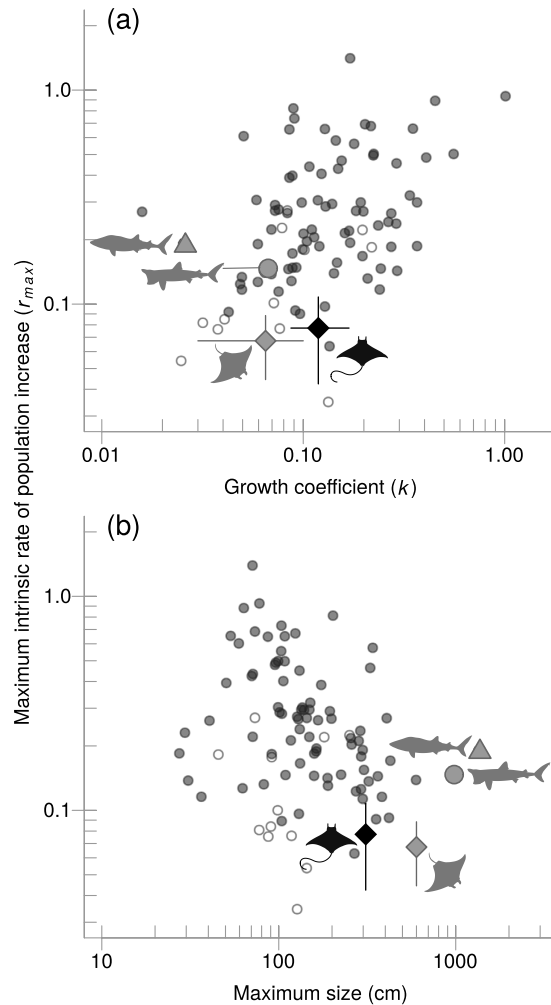 (a)
1.0
0.1
0.01 0.10 1.00
Growth coefficient (k)
Maximum intrinsic rate of population increase (rmax)
(b)
1.0
0.1
10 100 1000
Maximum size (cm)